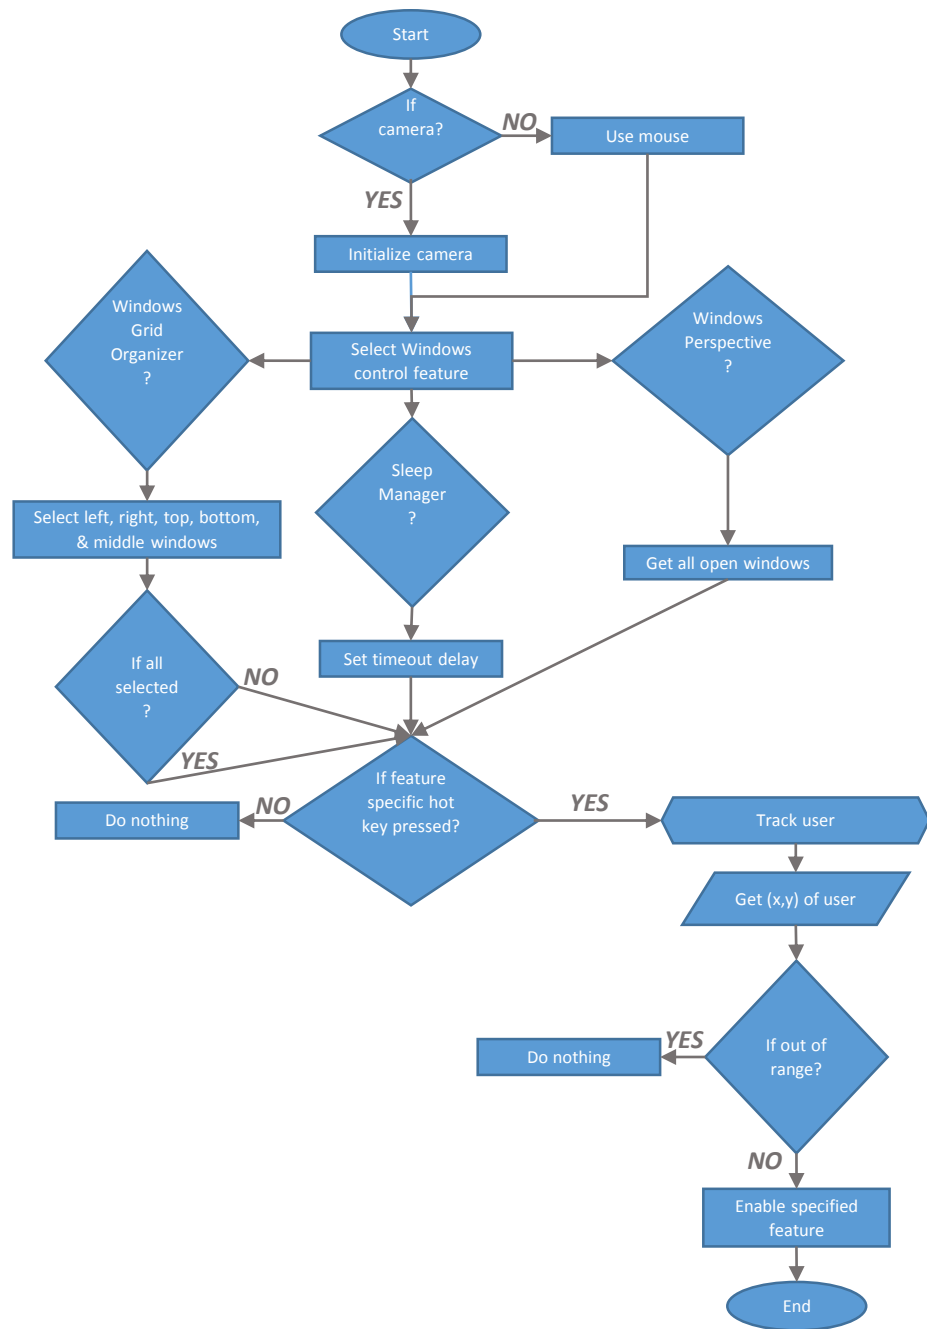 Start
If
camera?
NO
Use mouse
YES
Initialize camera
Windows
Grid
Organizer
?
Select Windows
control feature
Windows
Perspective
?
Sleep
Manager
?
Select left, right, top, bottom,
& middle windows
Get all open windows
If all
selected
?
NO
Set timeout delay
YES
If feature
specific hot
key pressed?
NO
Do nothing
YES
Track user
Get (x,y) of user
If out of
range?
YES
Do nothing
NO
Enable specified
feature
End